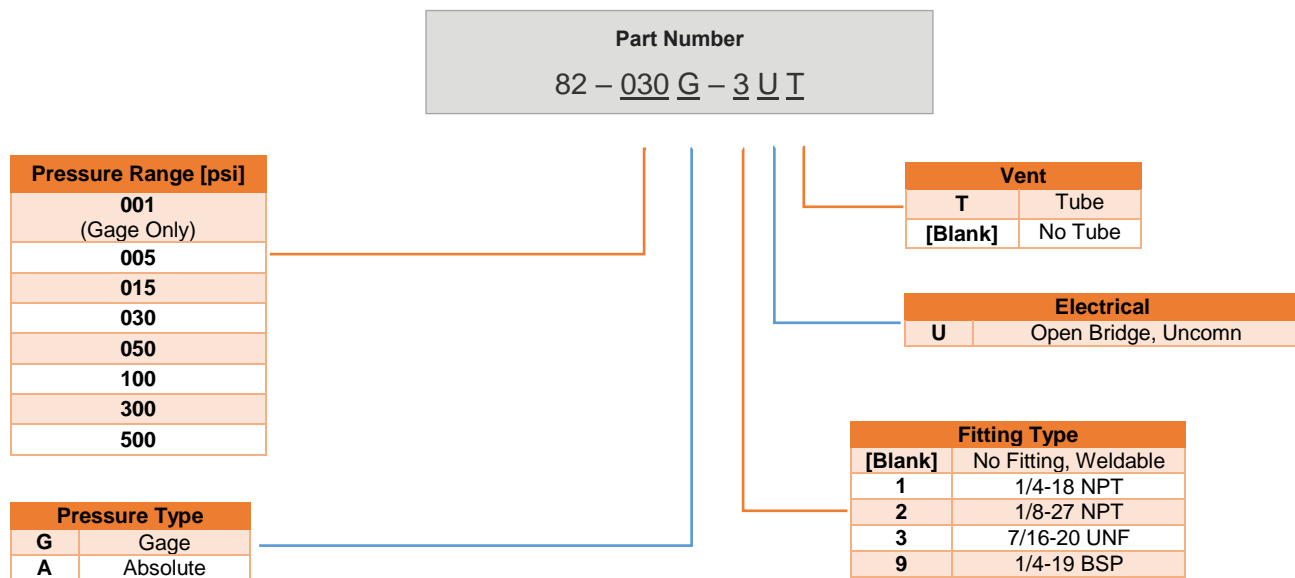 Part Number
82 – 030 G – 3 U T
Pressure Range [psi]
001
(Gage Only)
005
015
030
050
100
300
500
Pressure Type
G Gage
A Absolute
Vent
T Tube
[Blank] No Tube
Electrical
U Open Bridge, Uncomn
Fitting Type
[Blank] No Fitting, Weldable
1 1/4-18 NPT
2 1/8-27 NPT
3 7/16-20 UNF
9 1/4-19 BSP